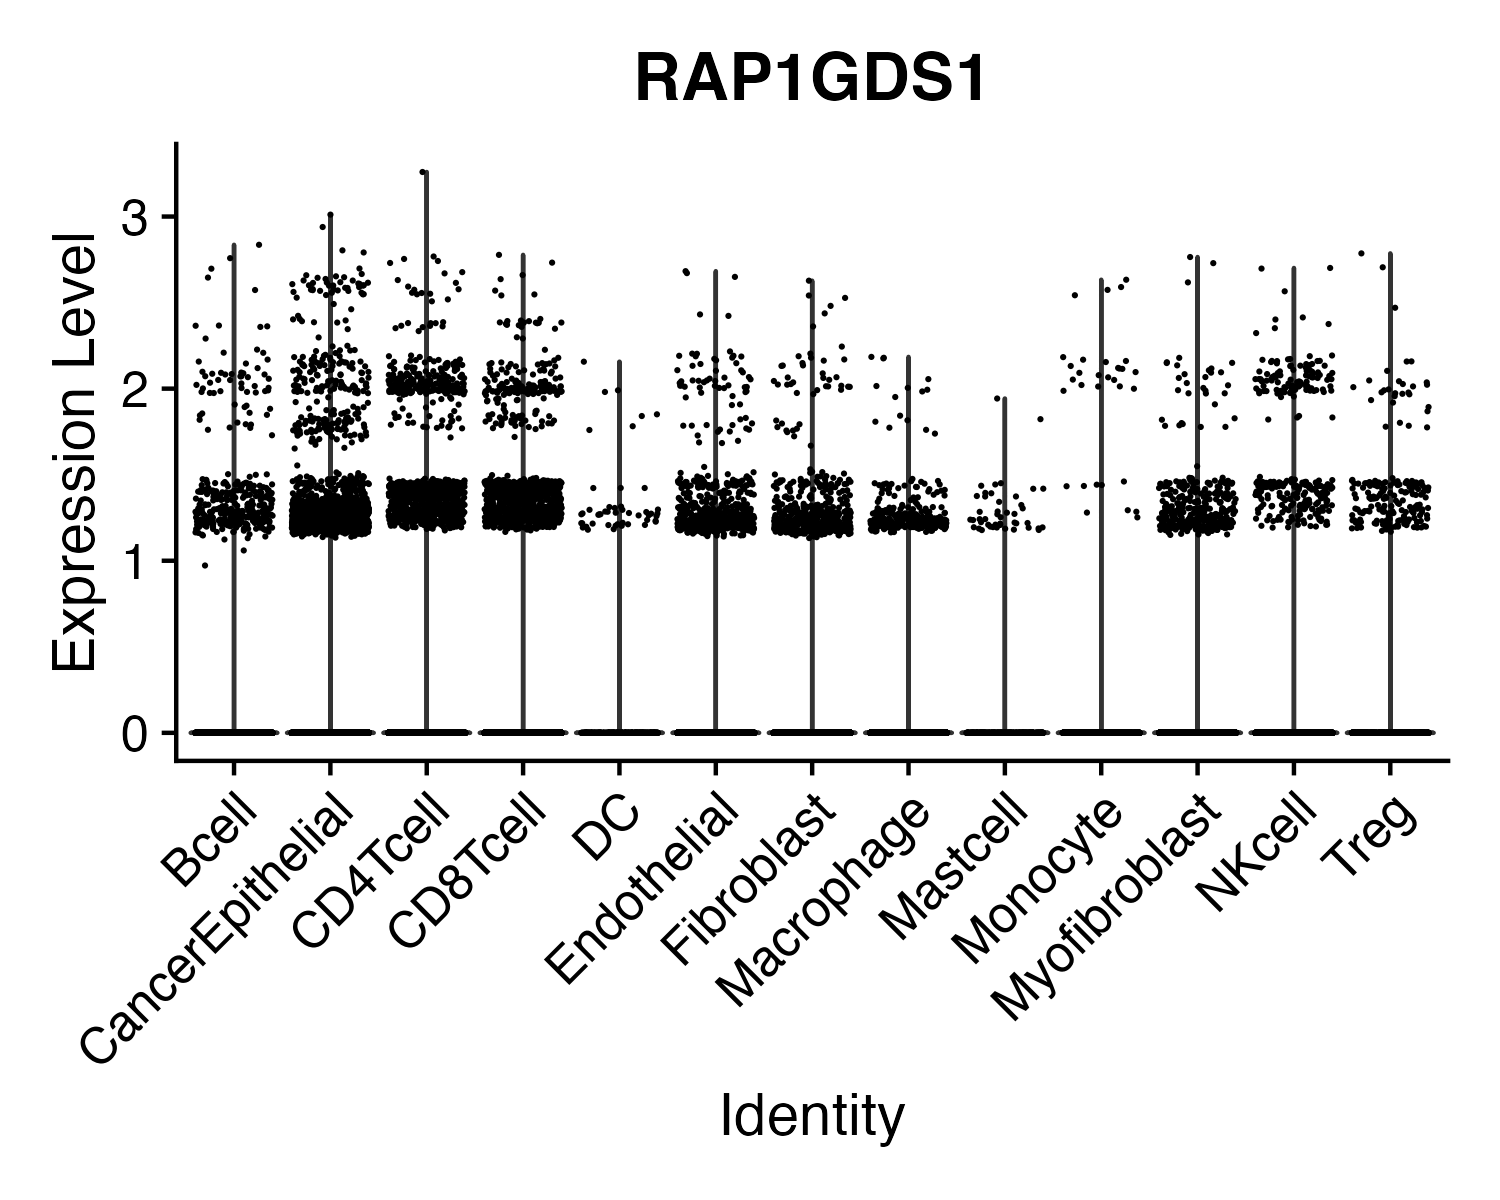 RAP1GDS1
Expression Level
3
2
1
0
Bcell
CancerEpithelial
CD4Tcell
CD8Tcell
DC
Endothelial
Fibroblast
Macrophage
Mastcell
Monocyte
Myofibroblast
NKcell
Treg
Identity